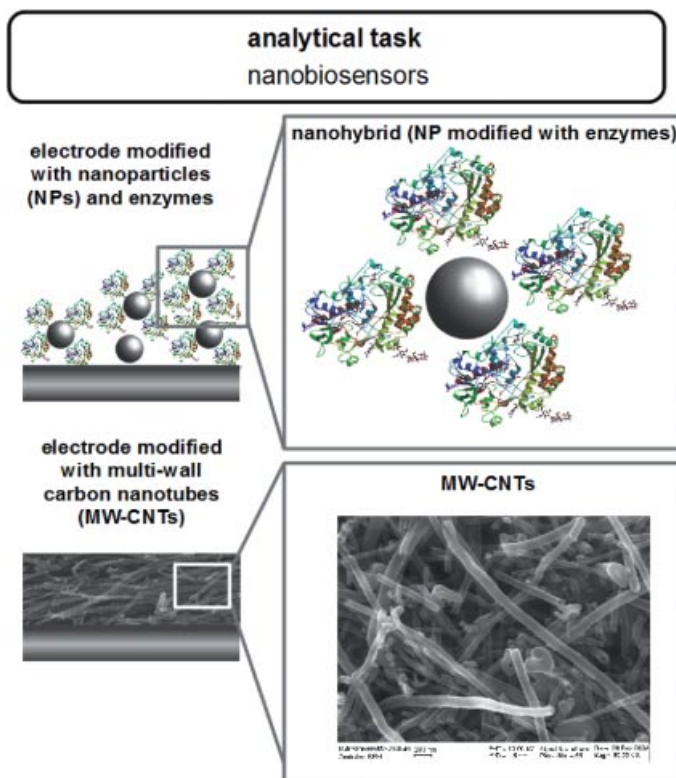 analytical task
nanobiosensors
electrode modified
with nanoparticles
(NPs) and enzymes
nanohybrid (NP modified with enzymes)
electrode modified
with multi-wall
carbon nanotubes
(MW-CNTs)
MW-CNTs